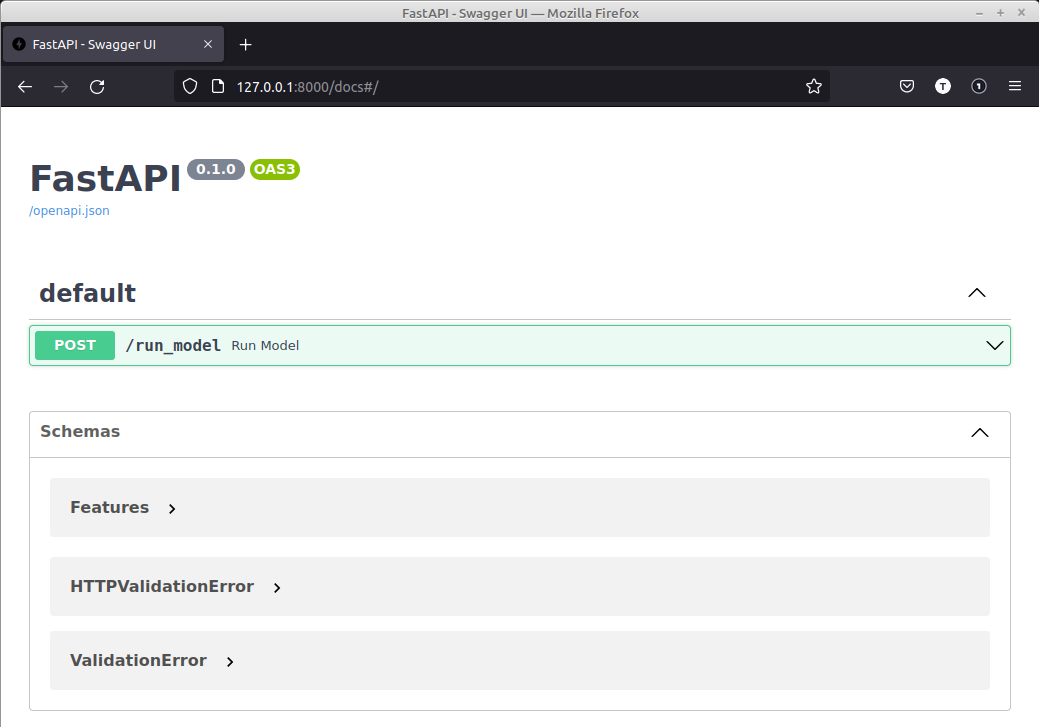 FastAPI - Swagger UI — Mozilla Firefox
FastAPI - Swagger UI
127.0.0.1:8000/docs#/
T
1
FastAPI 0.1.0 OAS3
/openapi.json
default
POST /run_model Run Model
Schemas
Features
HTTPValidationError
ValidationError